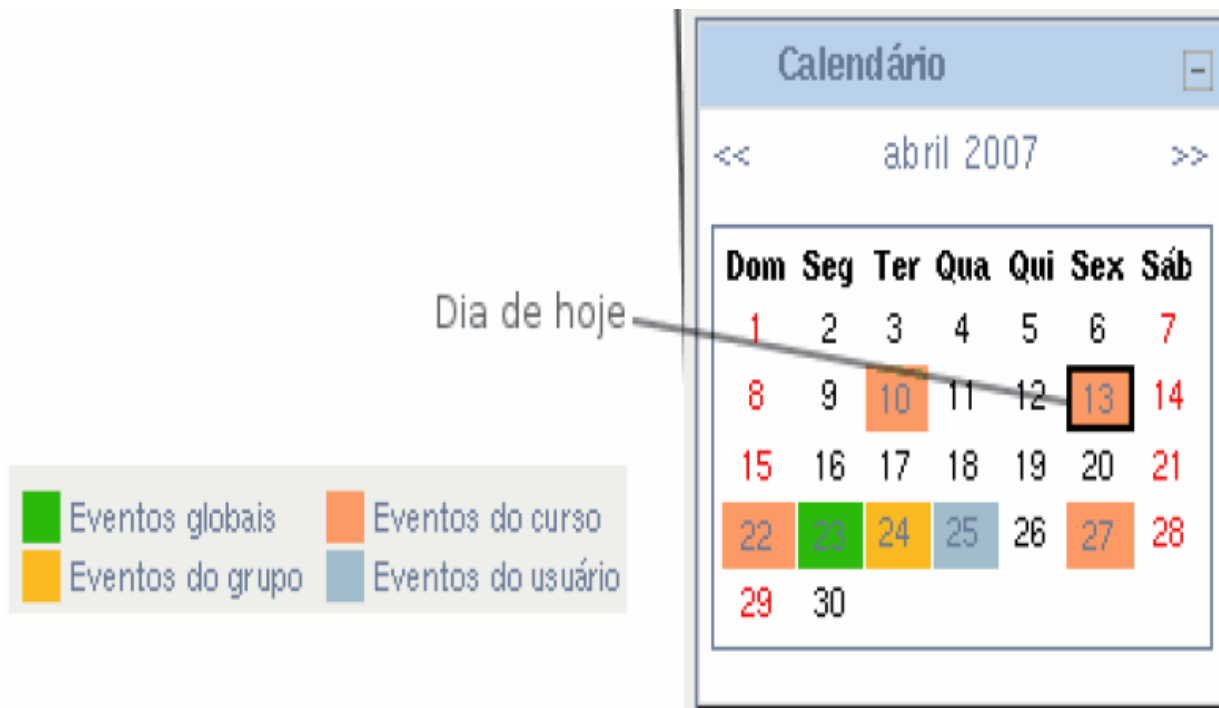 Calendário
<< abril 2007 >>
Dom Seg Ter Qua Qui Sex Sáb
1 2 3 4 5 6 7
8 9 10 11 12 13 14
15 16 17 18 19 20 21
22 23 24 25 26 27 28
29 30
Dia de hoje
Eventos globais Eventos do curso
Eventos do grupo Eventos do usuário